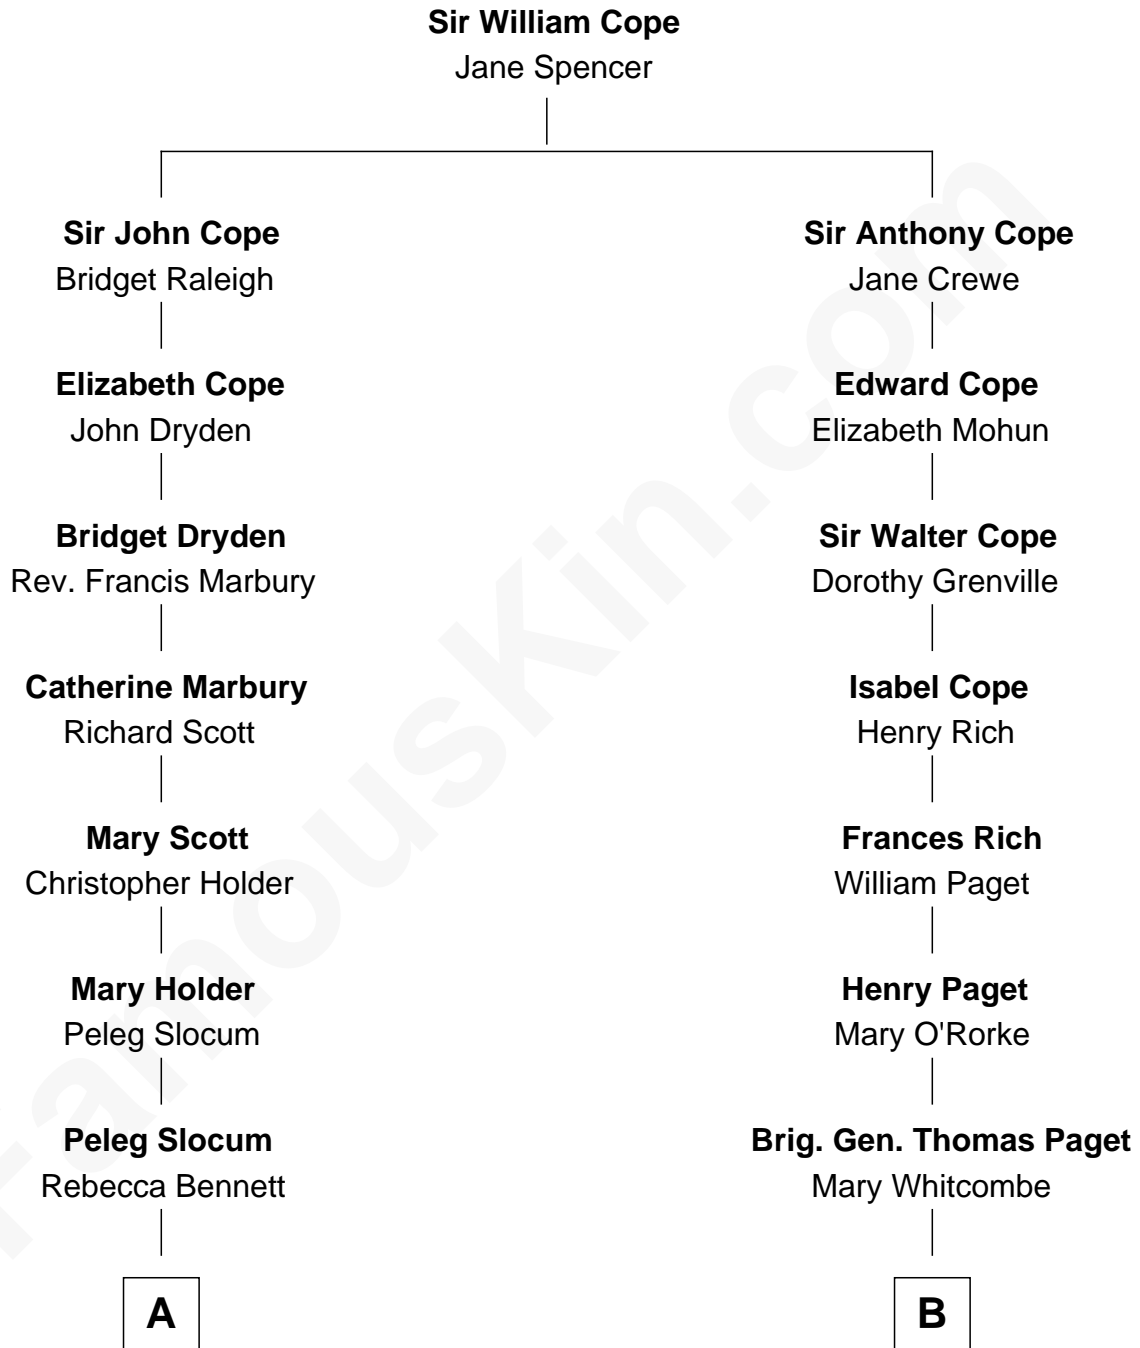 Sir William Cope
Jane Spencer
Sir John Cope
Bridget Raleigh
Sir Anthony Cope
Jane Crewe
Elizabeth Cope
John Dryden
Edward Cope
Elizabeth Mohun
Bridget Dryden
Rev. Francis Marbury
Sir Walter Cope
Dorothy Grenville
Catherine Marbury
Richard Scott
Isabel Cope
Henry Rich
Mary Scott
Christopher Holder
Frances Rich
William Paget
Mary Holder
Peleg Slocum
Henry Paget
Mary O'Rorke
Peleg Slocum
Rebecca Bennett
Brig. Gen. Thomas Paget
Mary Whitcombe
A
B
FamousKin.com